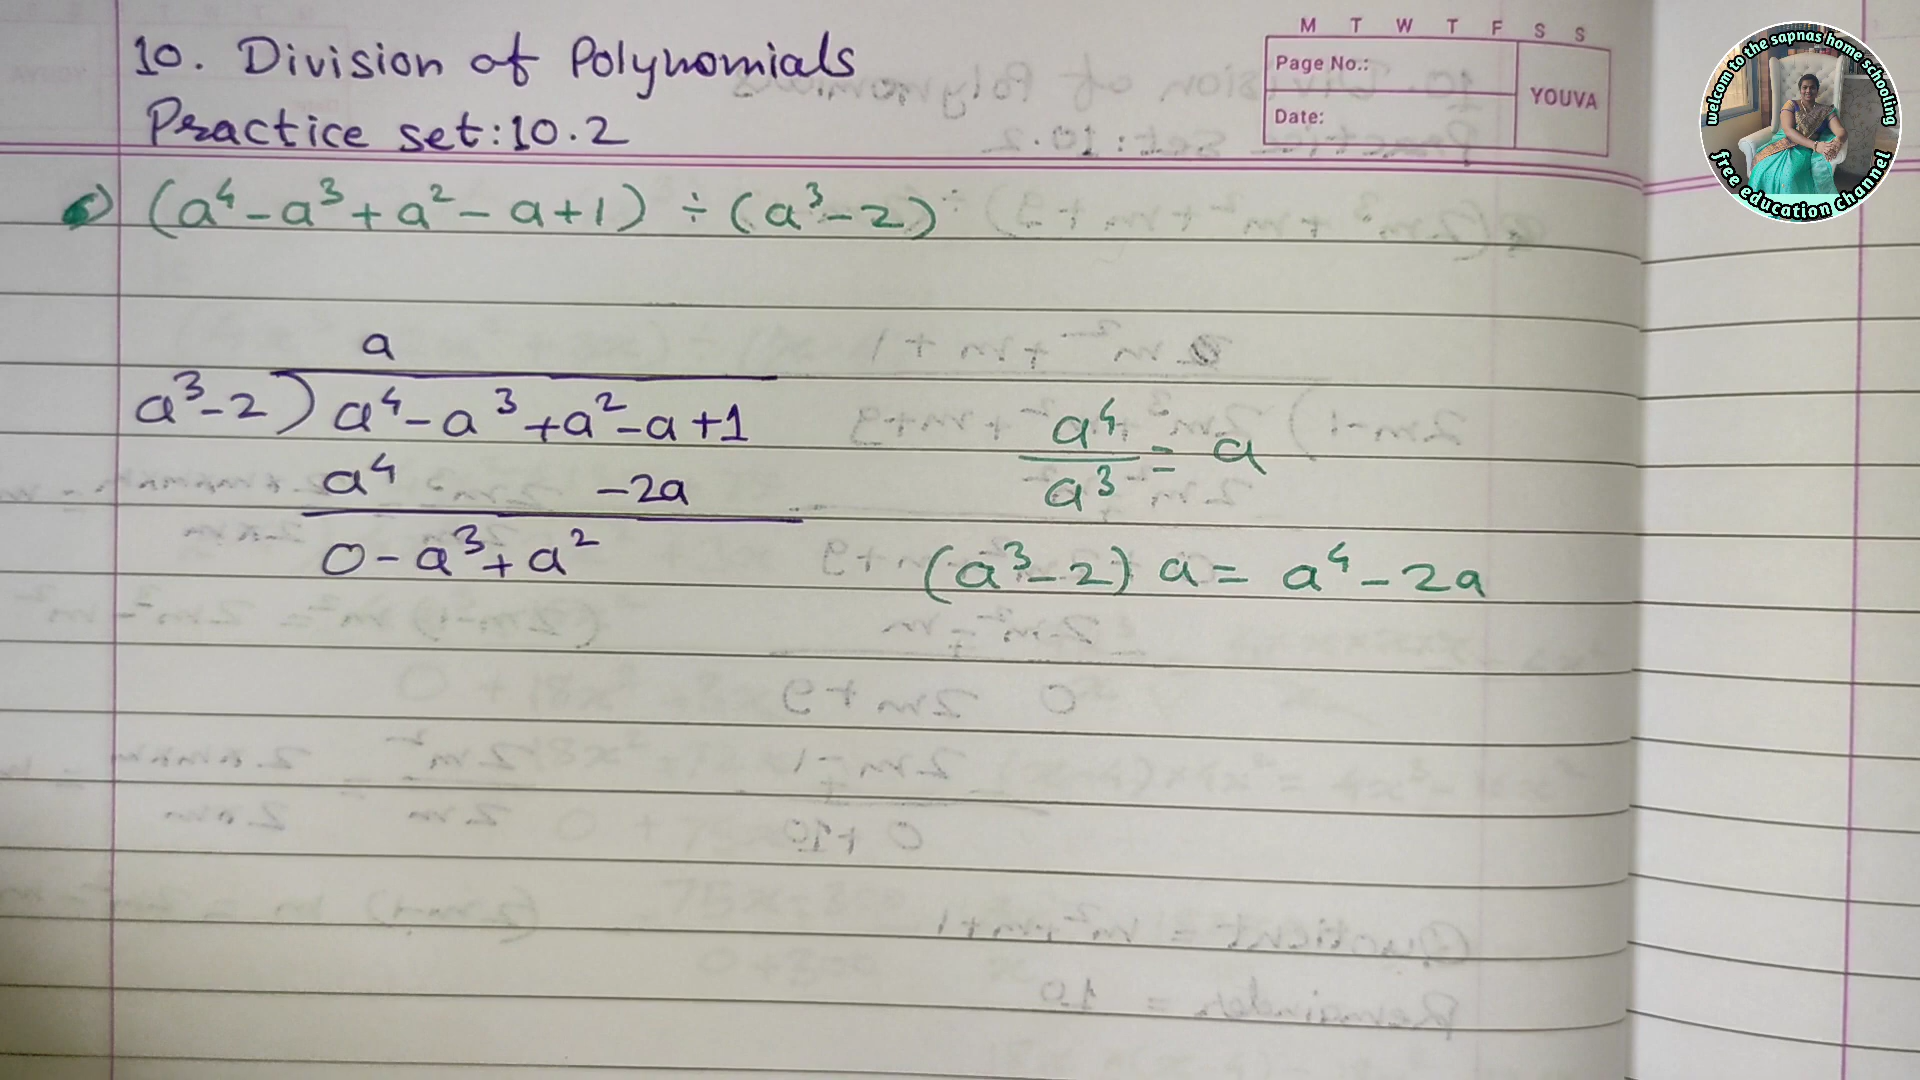 10. Division of Polynomials
Practice set:10.2
M T W T F S S
Page No.:
Date:
YOUVA
welcom to the sapnas home schooling
free education channel
6) (a⁴ - a³ + a² - a + 1) ÷ (a³ - 2)
a
a³-2 ) a⁴ - a³ + a² - a + 1
a⁴ -2a
0 - a³ + a²
a⁴/a³ = a
(a³ - 2) a = a⁴ - 2a